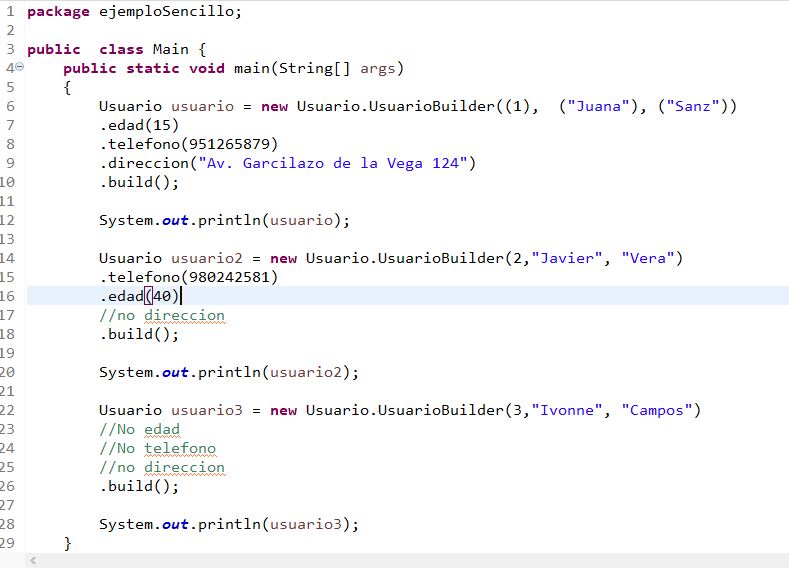 1 package ejemploSencillo;
2
3 public  class Main {
4     public static void main(String[] args)
5     {
6         Usuario usuario = new Usuario.UsuarioBuilder((1),  ("Juana"), ("Sanz"))
7         .edad(15)
8         .telefono(951265879)
9         .direccion("Av. Garcilazo de la Vega 124")
10         .build();
11
12         System.out.println(usuario);
13
14         Usuario usuario2 = new Usuario.UsuarioBuilder(2,"Javier", "Vera")
15         .telefono(980242581)
16         .edad(40)
17         //no direccion
18         .build();
19
20         System.out.println(usuario2);
21
22         Usuario usuario3 = new Usuario.UsuarioBuilder(3,"Ivonne", "Campos")
23         //No edad
24         //No telefono
25         //no direccion
26         .build();
27
28         System.out.println(usuario3);
29     }